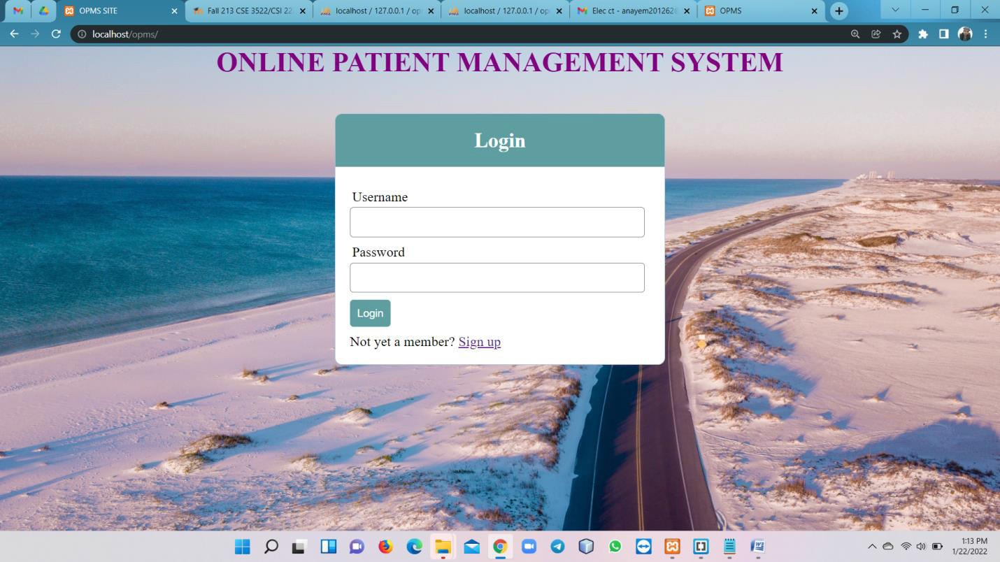 OPMS SITE
Fall 213 CSE 3522/CSI 22
localhost / 127.0.0.1 / op
localhost / 127.0.0.1 / op
Elec ct - anayem201262@
OPMS
localhost/opms/
ONLINE PATIENT MANAGEMENT SYSTEM
Login
Username
Password
Login
Not yet a member? Sign up
1:13 PM
1/22/2022